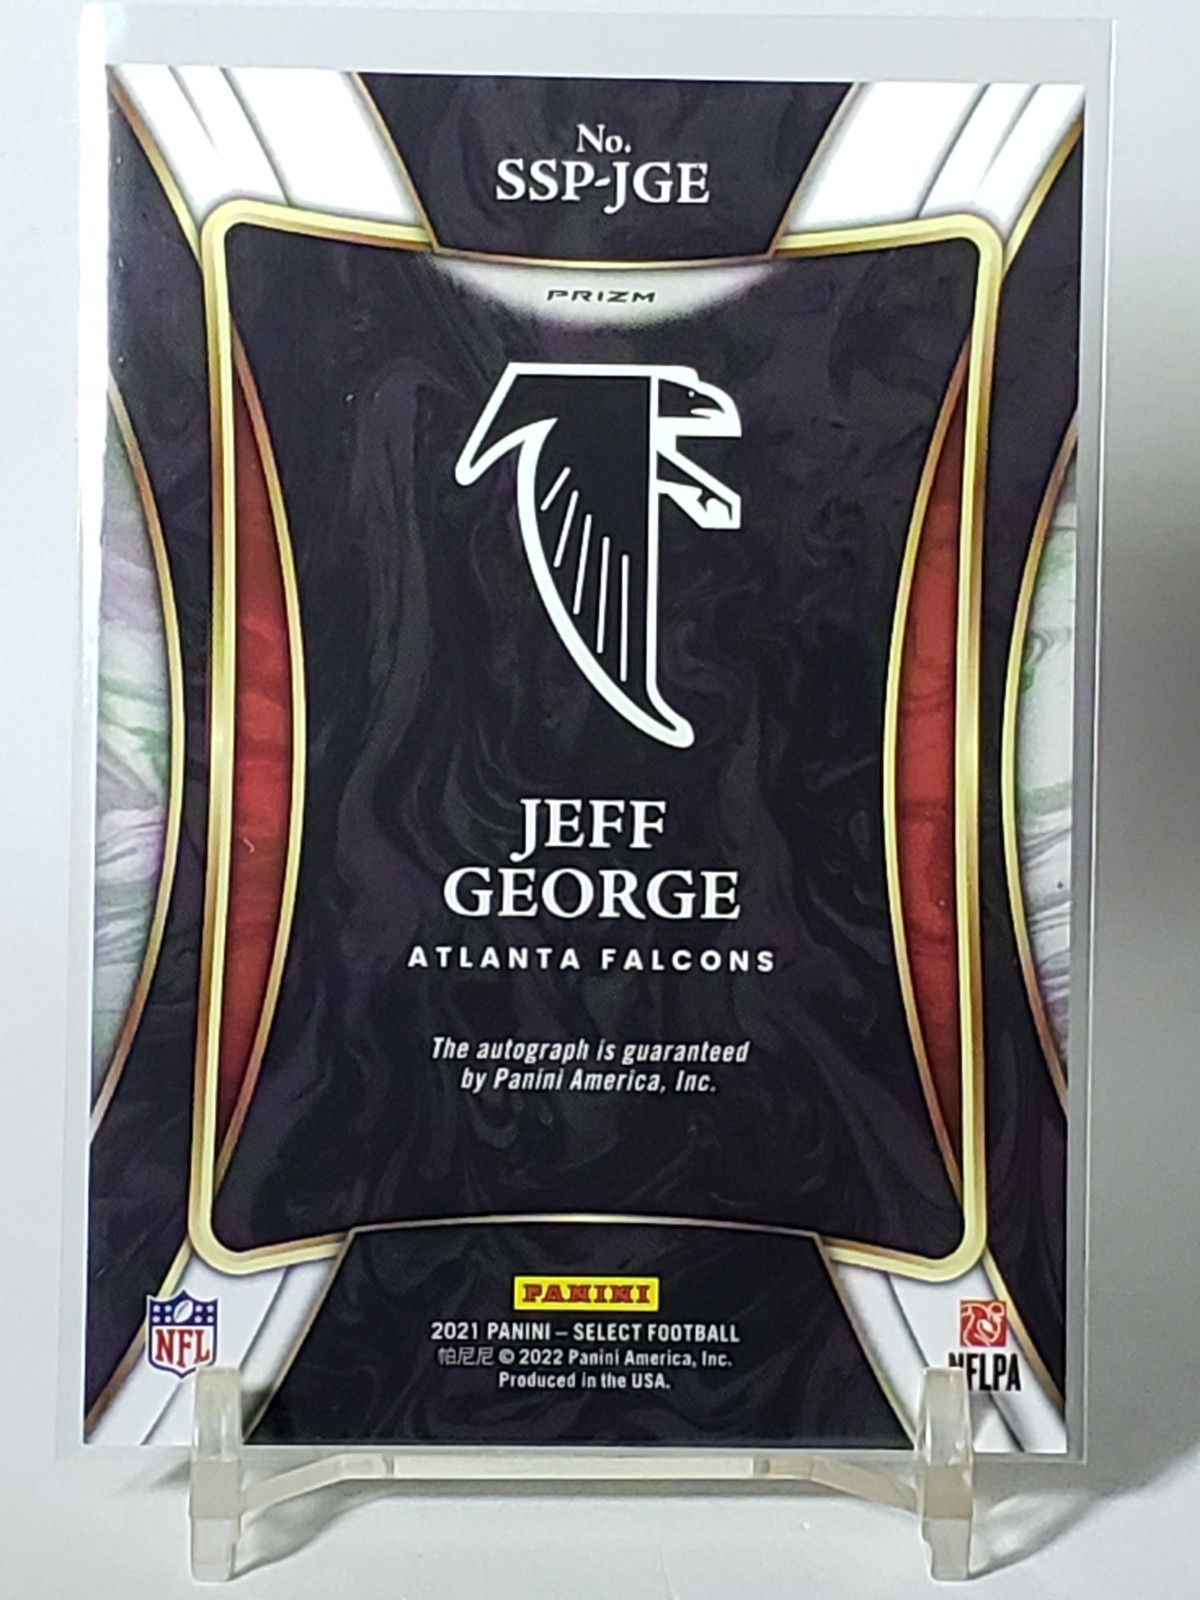 No.
SSP-JGE
PRIZM
JEFF
GEORGE
ATLANTA FALCONS
The autograph is guaranteed
by Panini America, Inc.
PANINI
2021 PANINI – SELECT FOOTBALL
帕尼尼 © 2022 Panini America, Inc.
Produced in the USA.
NFL
NFLPA